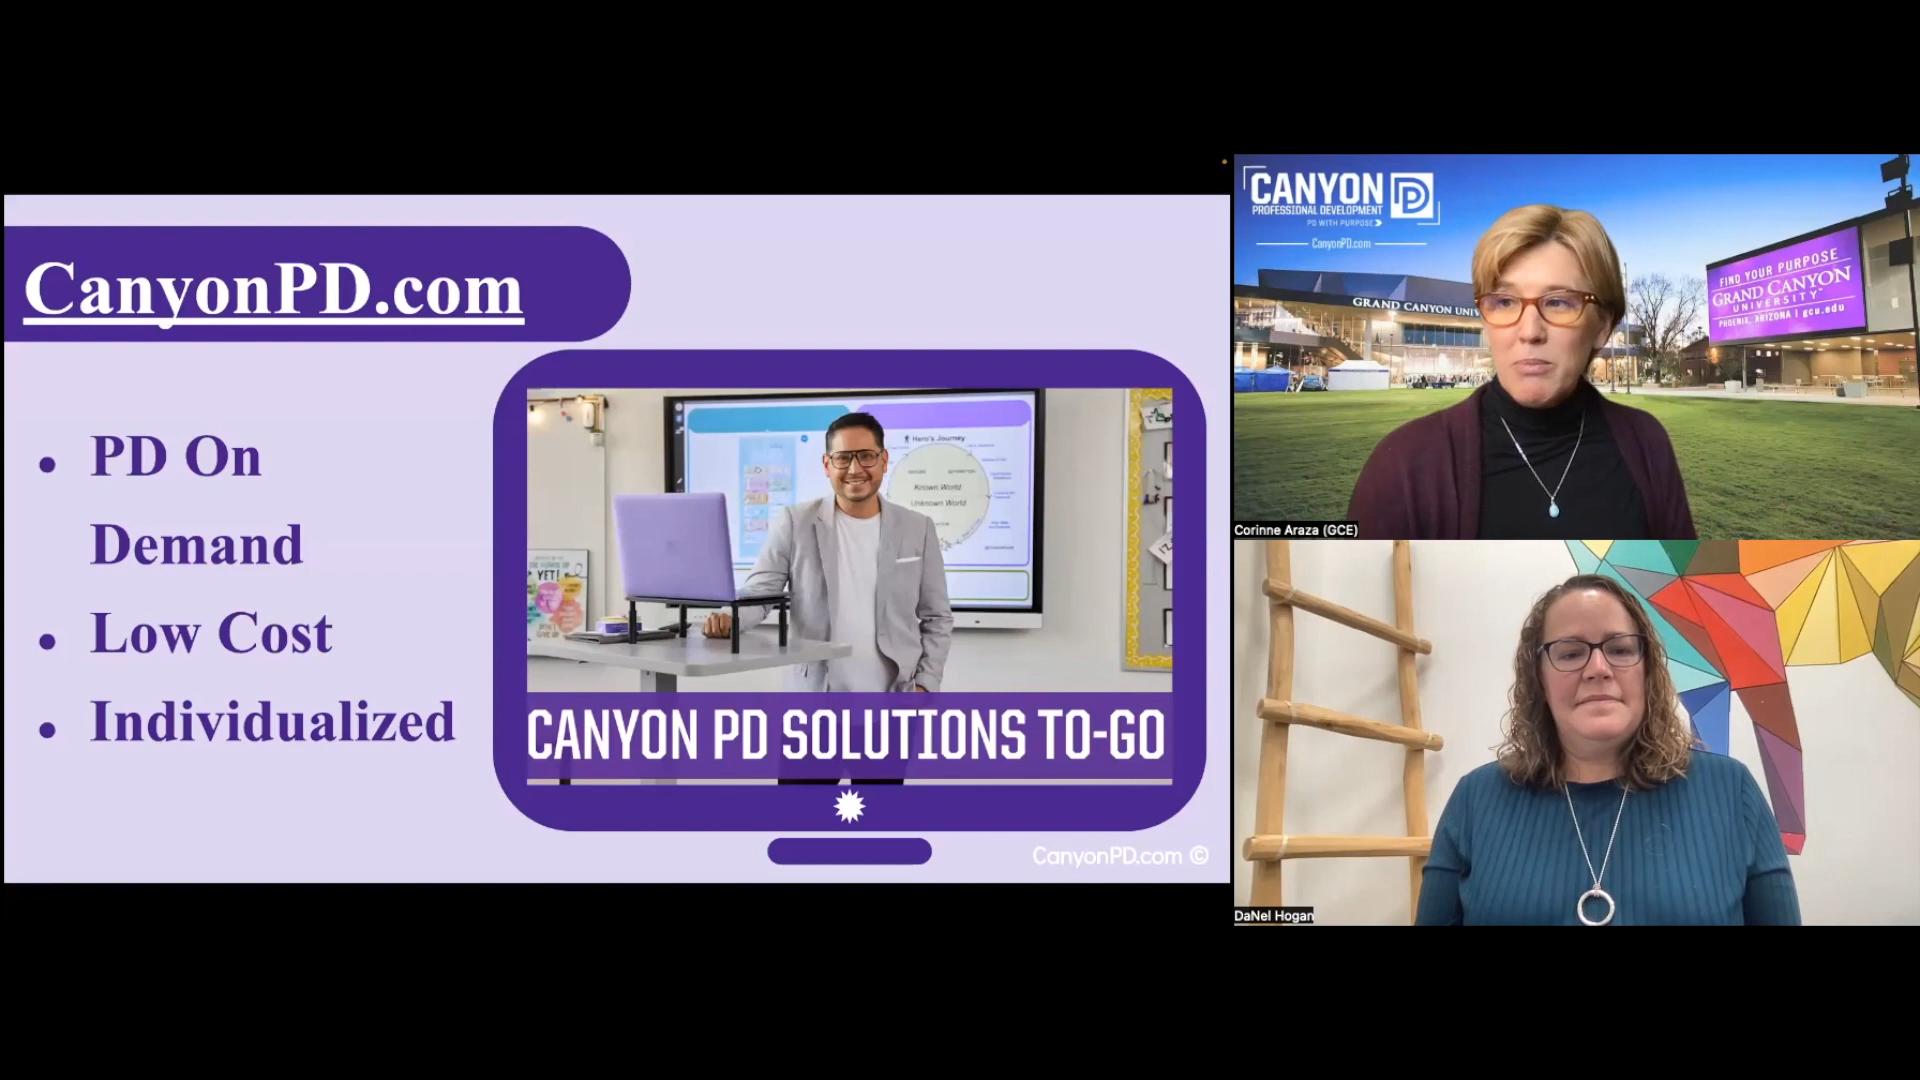 CanyonPD.com
• PD On
Demand
• Low Cost
• Individualized
Hero's Journey
Known World
Unknown World
YET!
CANYON PD SOLUTIONS TO-GO
CanyonPD.com ©
CANYON PD
PROFESSIONAL DEVELOPMENT
PD WITH PURPOSE
CanyonPD.com
GRAND CANYON UNIV
FIND YOUR PURPOSE
GRAND CANYON
UNIVERSITY
PHOENIX, ARIZONA | gcu.edu
Corinne Araza (GCE)
DaNel Hogan